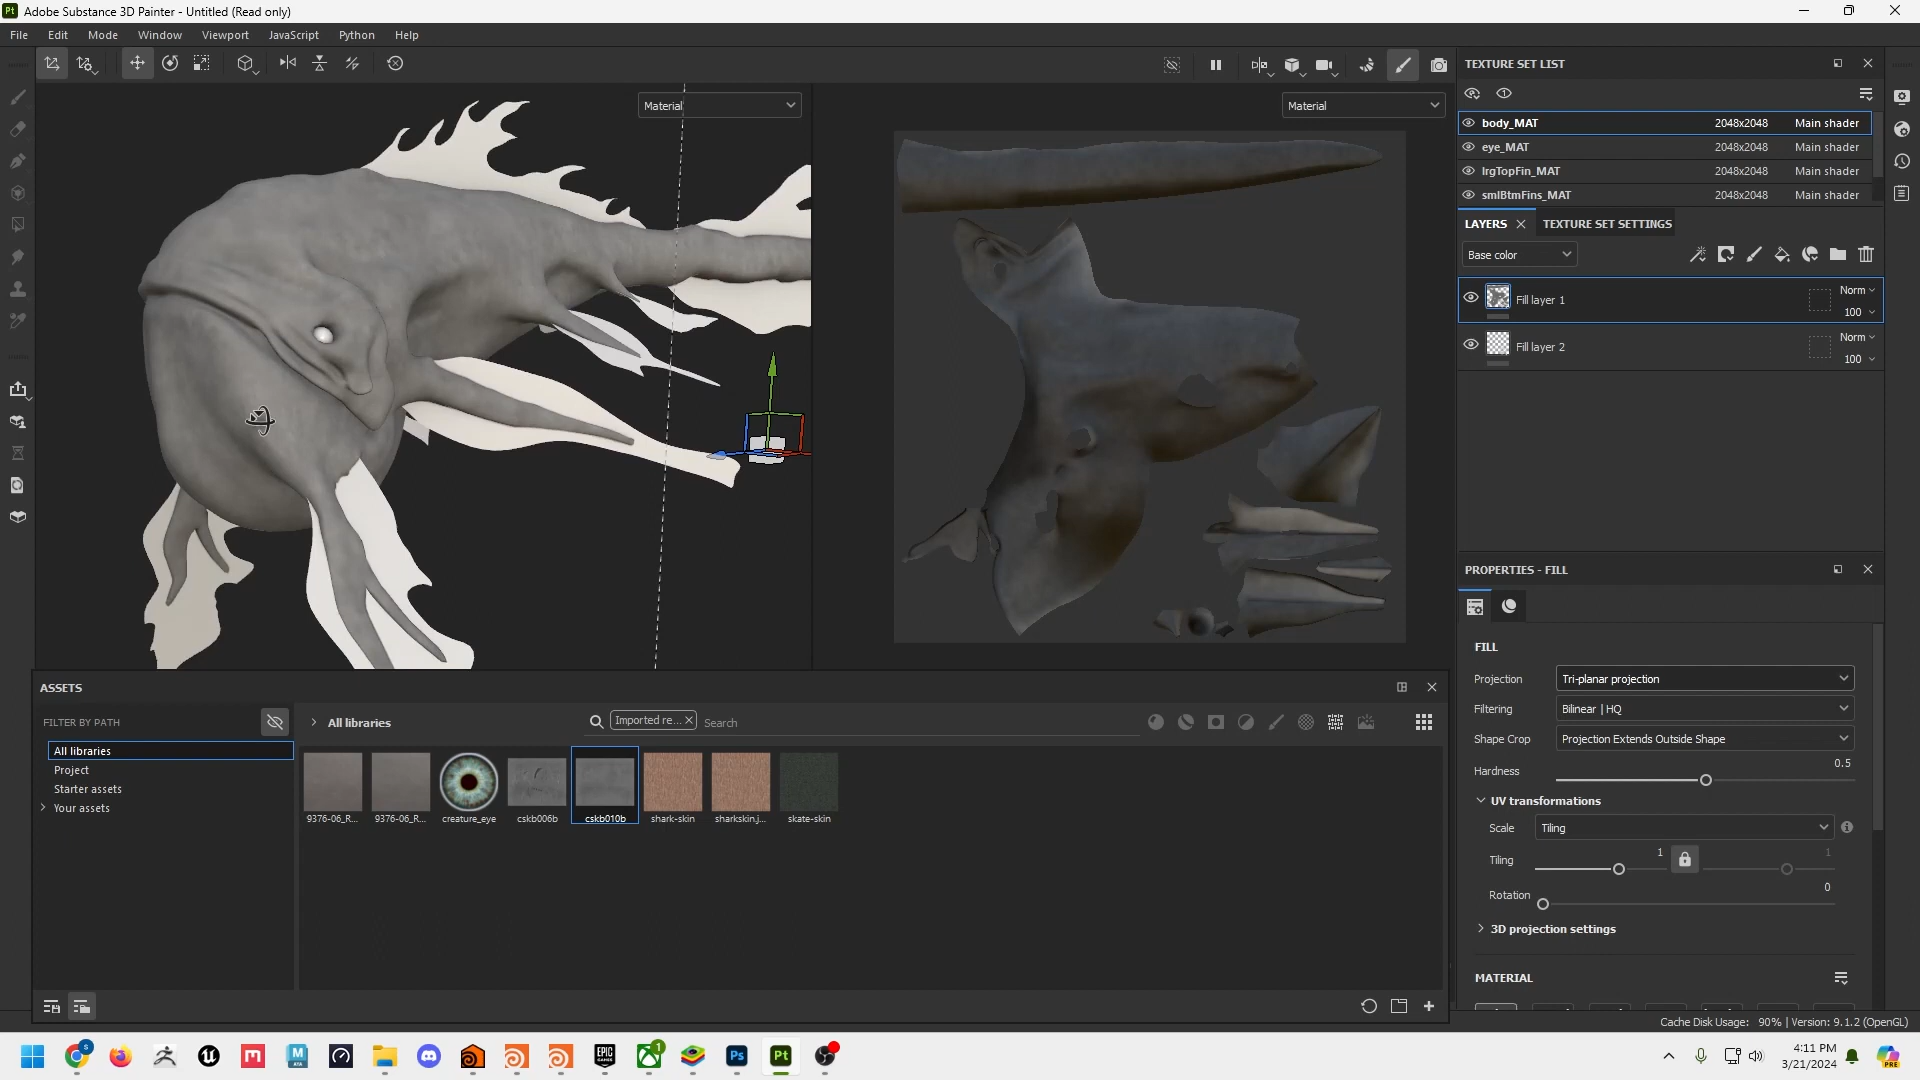 Adobe Substance 3D Painter - Untitled (Read only)
File Edit Mode Window Viewport JavaScript Python Help
Material
Material
TEXTURE SET LIST
body_MAT 2048x2048 Main shader
eye_MAT 2048x2048 Main shader
lrgTopFin_MAT 2048x2048 Main shader
smlBtmFins_MAT 2048x2048 Main shader
LAYERS TEXTURE SET SETTINGS
Base color
Fill layer 1 Norm
100
Fill layer 2 Norm
100
PROPERTIES - FILL
FILL
Projection Tri-planar projection
Filtering Bilinear | HQ
Shape Crop Projection Extends Outside Shape
Hardness 0.5
UV transformations
Scale Tiling
Tiling 1 1
Rotation 0
3D projection settings
MATERIAL
ASSETS
FILTER BY PATH
All libraries
Project
Starter assets
Your assets
All libraries
Imported re... Search
9376-06_R... 9376-06_R... creature_eye cskb006b cskb010b shark-skin sharkskin.j... skate-skin
Cache Disk Usage: 90% | Version: 9.1.2 (OpenGL)
4:11 PM
3/21/2024